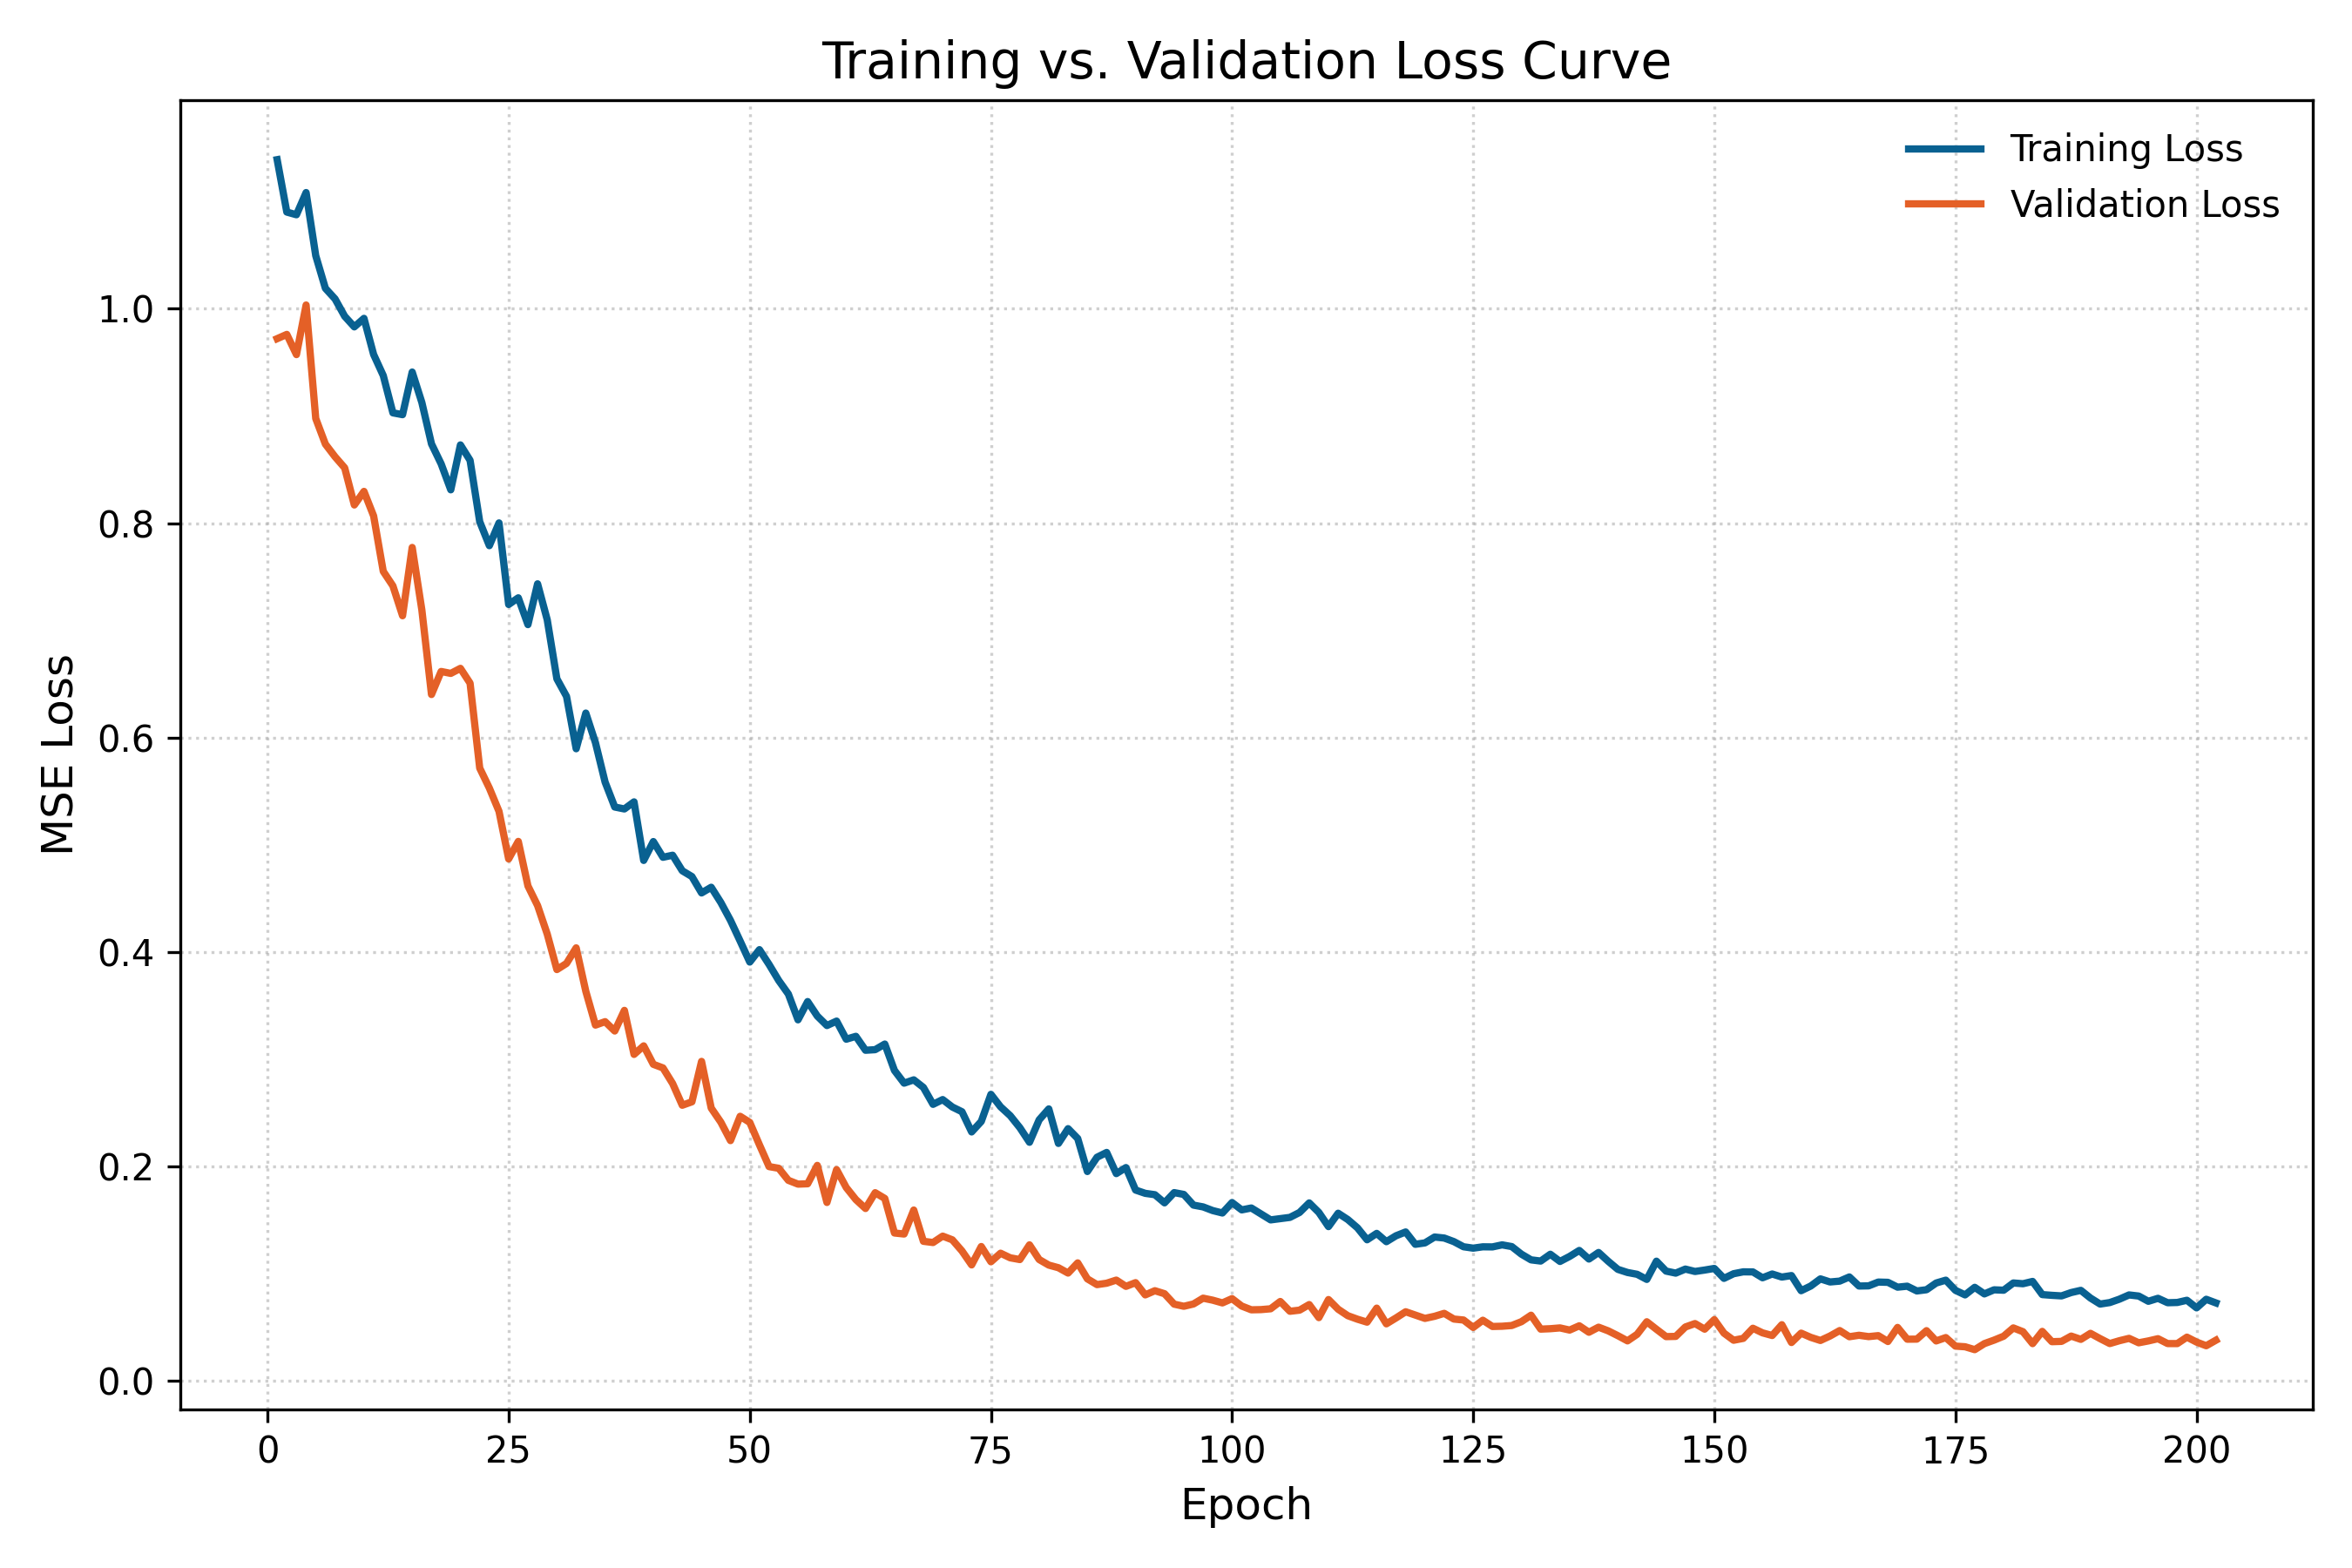 Training vs. Validation Loss Curve
Training Loss
Validation Loss
MSE Loss
1.0
0.8
0.6
0.4
0.2
0.0
0 25 50 75 100 125 150 175 200
Epoch